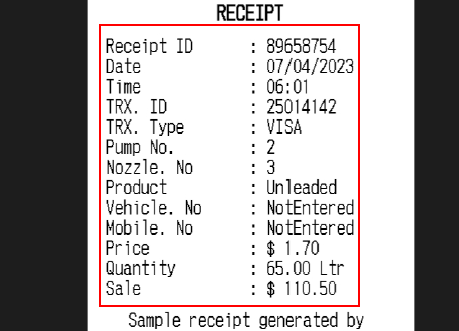 RECEIPT
Receipt ID : 89658754
Date : 07/04/2023
Time : 06:01
TRX. ID : 25014142
TRX. Type : VISA
Pump No. : 2
Nozzle. No : 3
Product : Unleaded
Vehicle. No : NotEntered
Mobile. No : NotEntered
Price : $ 1.70
Quantity : 65.00 Ltr
Sale : $ 110.50
Sample receipt generated by